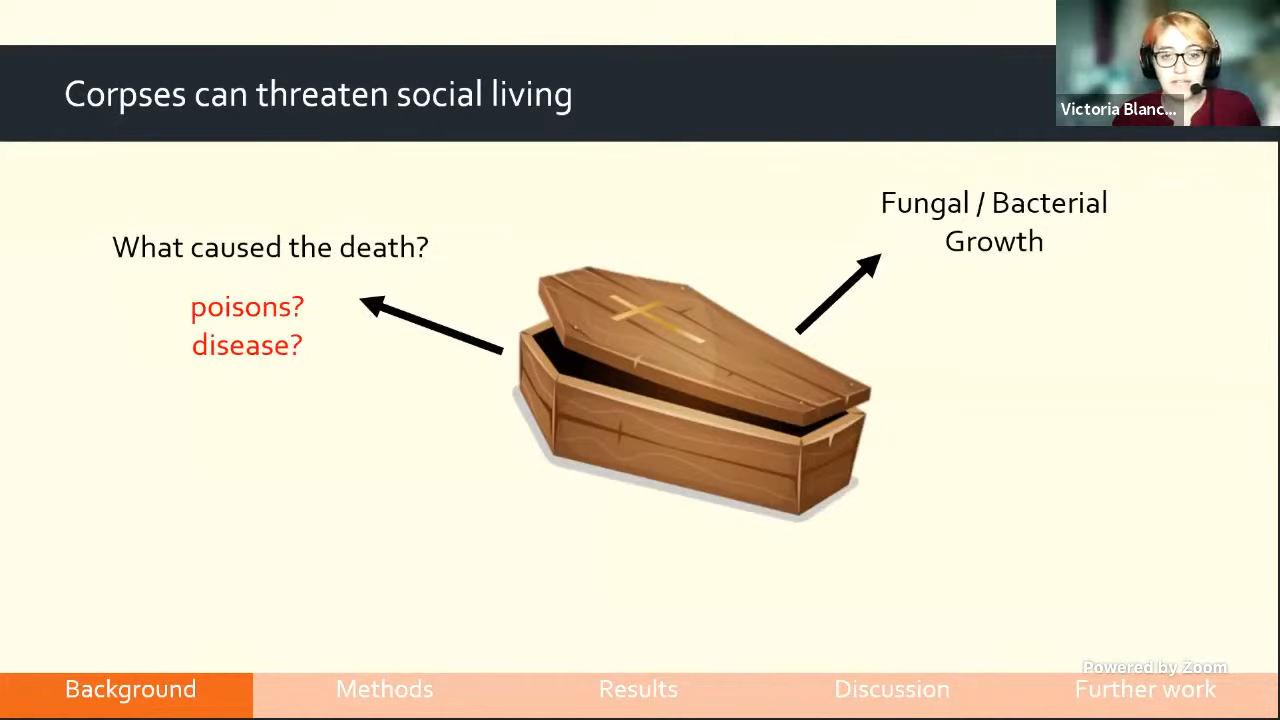 Corpses can threaten social living
Victoria Blanc...
Fungal / Bacterial
Growth
What caused the death?
poisons?
disease?
Powered by Zoom
Background
Methods
Results
Discussion
Further work